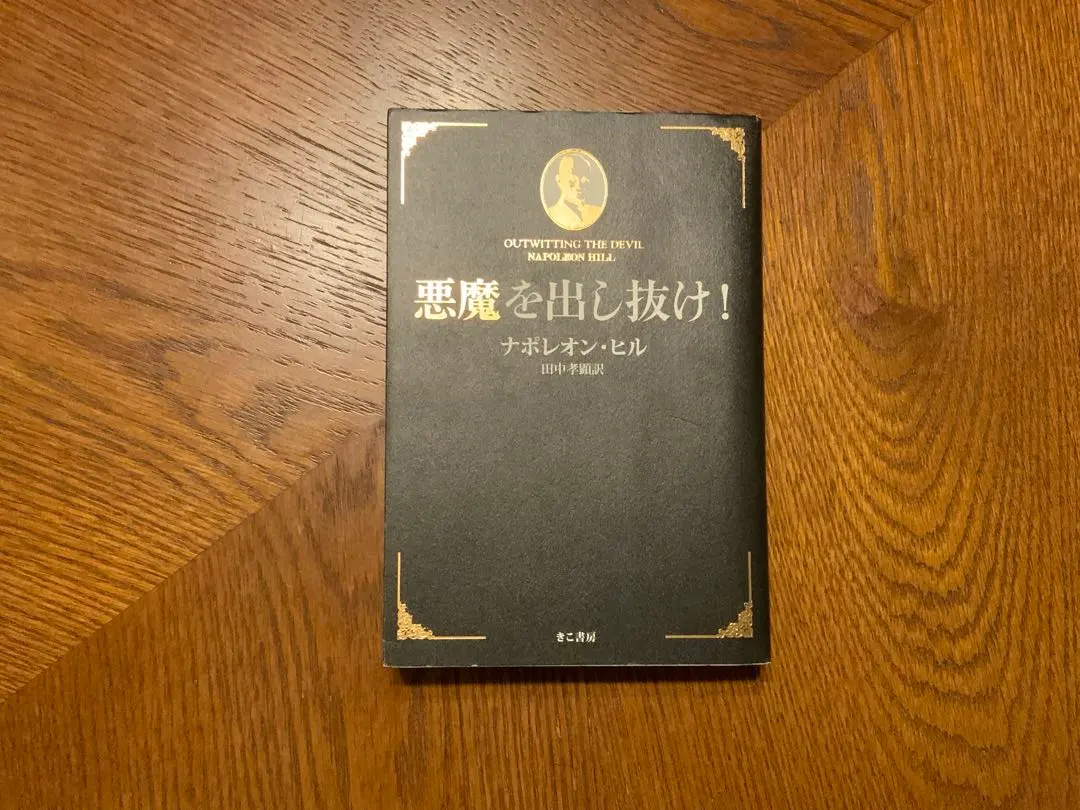 OUTWITTING THE DEVIL
NAPOLEON HILL
悪魔を出し抜け!
ナポレオン・ヒル
田中孝顕訳
きこ書房